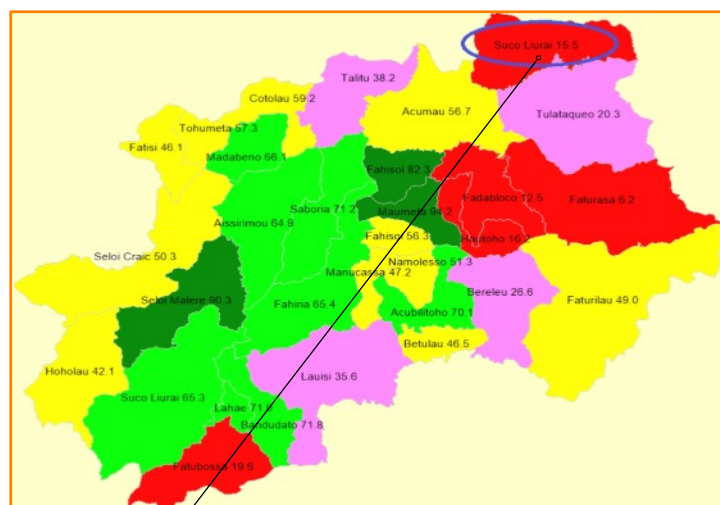 Suco Liurai 15.5
Talitu 38.2
Cotolau 59.2
Acumau 56.7
Tulataqueo 20.3
Tohumeta 57.3
Fatisi 46.1
Madabeno 66.1
Fahisoi 82.3
Saboria 71.2
Fadabloco 12.5
Faturasa 6.2
Maumeta 94.2
Aissirimou 64.9
Fahisoi 56.3
Hautoho 16.2
Seloi Craic 50.3
Namolesso 51.3
Manucassa 47.2
Bereleu 26.6
Seloi Malere 90.3
Fahiria 65.4
Faturilau 49.0
Acubilitoho 70.1
Betulau 46.5
Hoholau 42.1
Lauisi 35.6
Suco Liurai 65.3
Lahae
Bandudato 71.8
Fatubossa 19.6